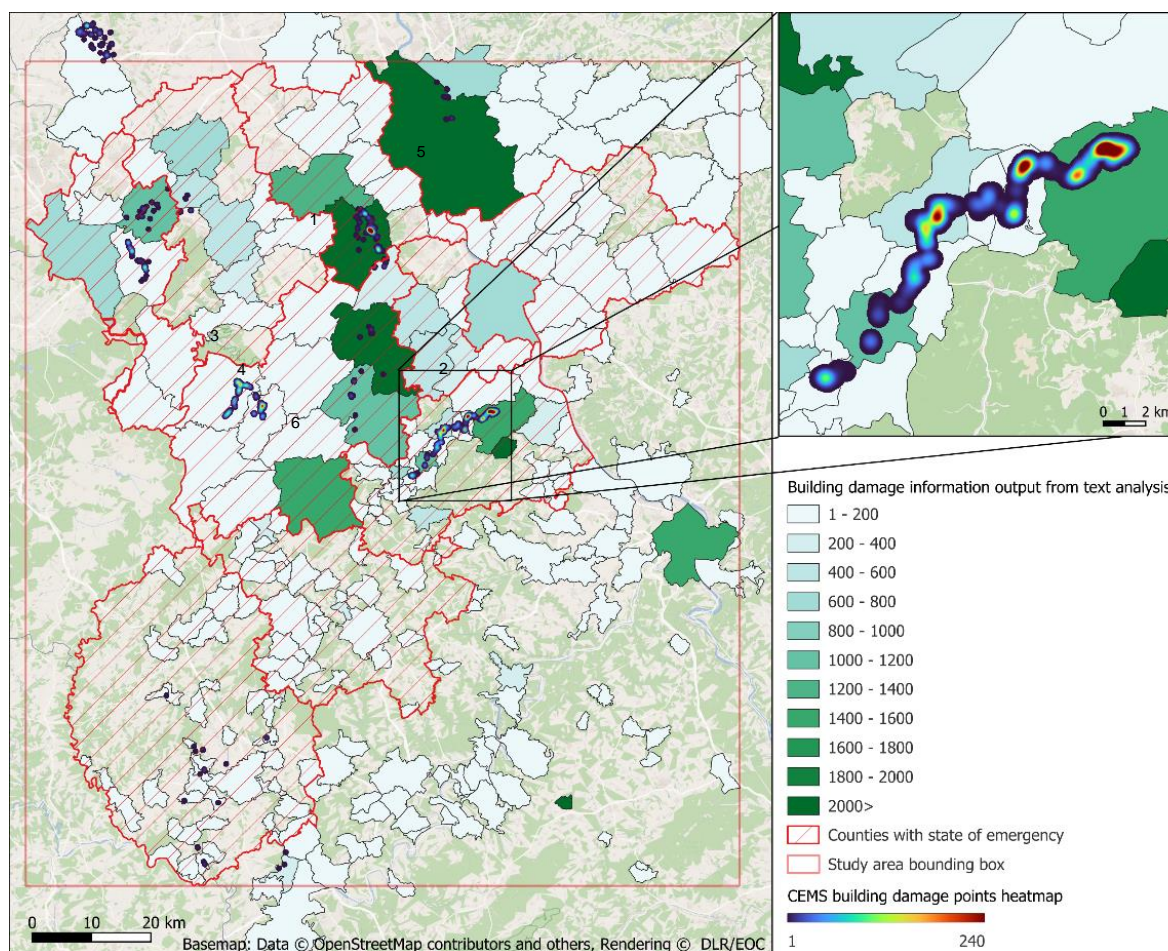 5
1
3
2
4
6
0 10 20 km
Basemap: Data © OpenStreetMap contributors and others, Rendering © DLR/EOC
0 1 2 km
Building damage information output from text analysis
1 - 200
200 - 400
400 - 600
600 - 800
800 - 1000
1000 - 1200
1200 - 1400
1400 - 1600
1600 - 1800
1800 - 2000
2000>
Counties with state of emergency
Study area bounding box
CEMS building damage points heatmap
1 240